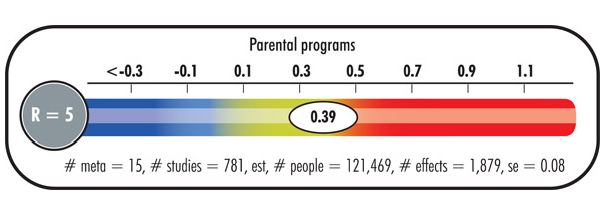 Parental programs
<-0.3 -0.1 0.1 0.3 0.5 0.7 0.9 1.1
R = 5
0.39
# meta = 15, # studies = 781, est, # people = 121,469, # effects = 1,879, se = 0.08